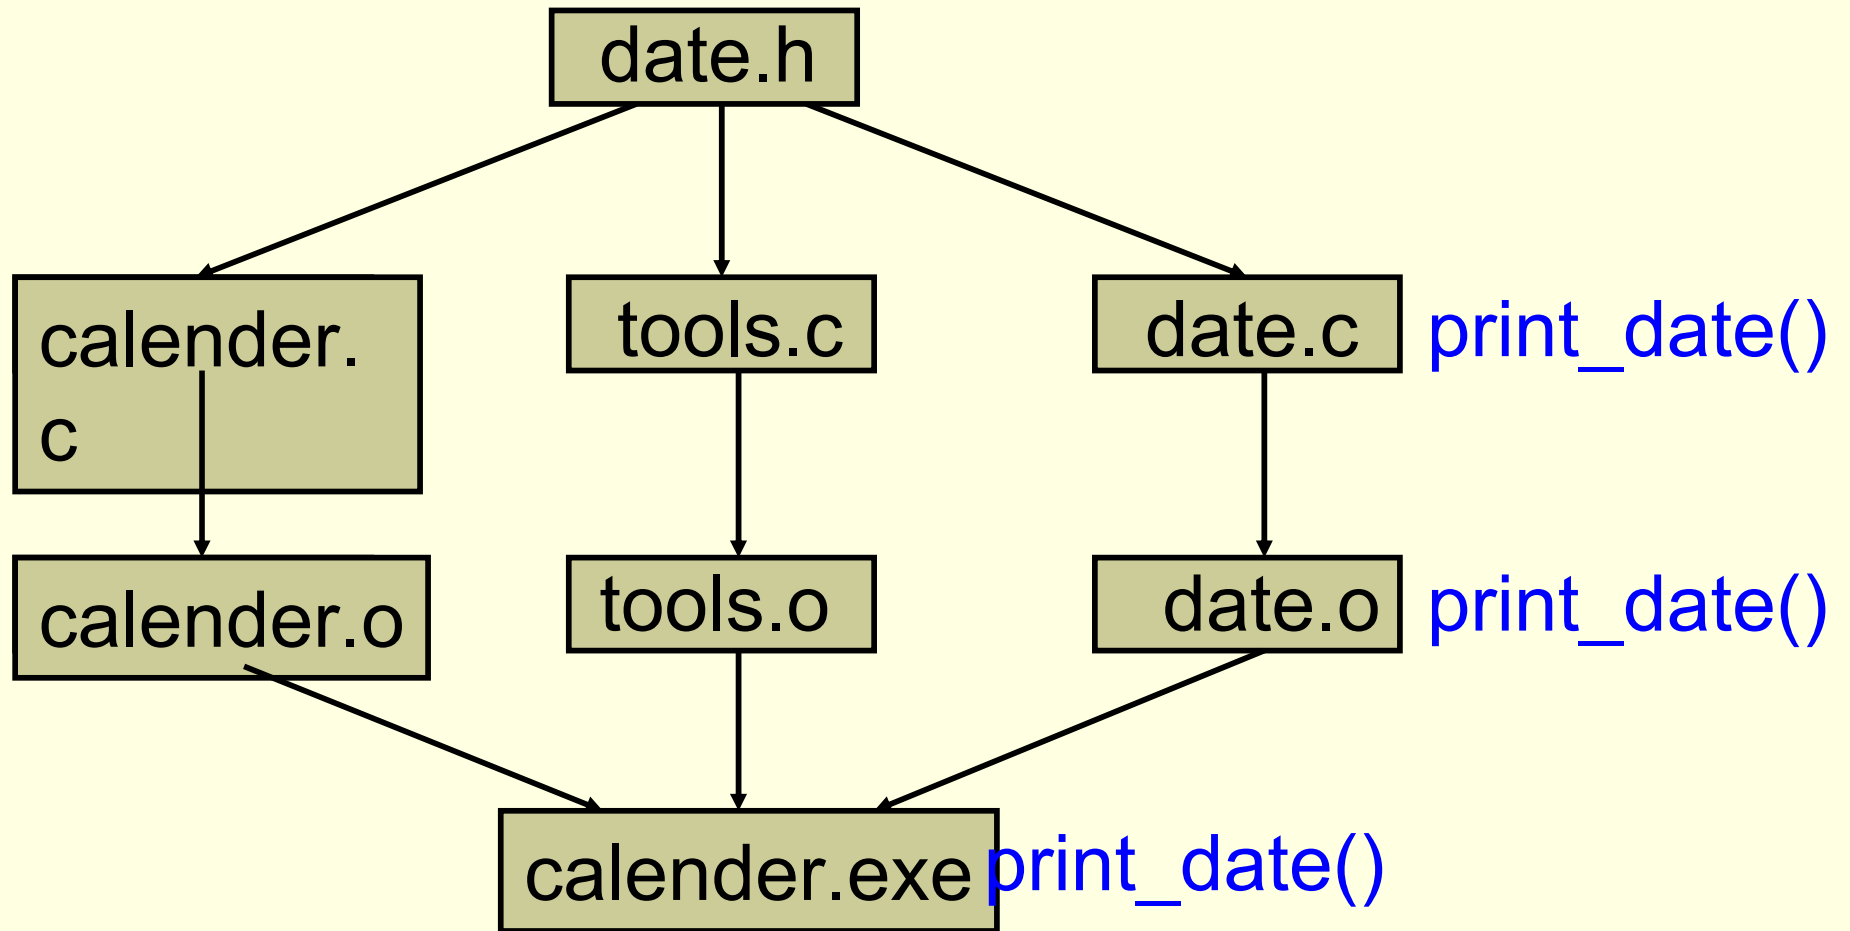 date.h
calender.
c
tools.c
date.c
print_date()
calender.o
tools.o
date.o
print_date()
calender.exe
print_date()